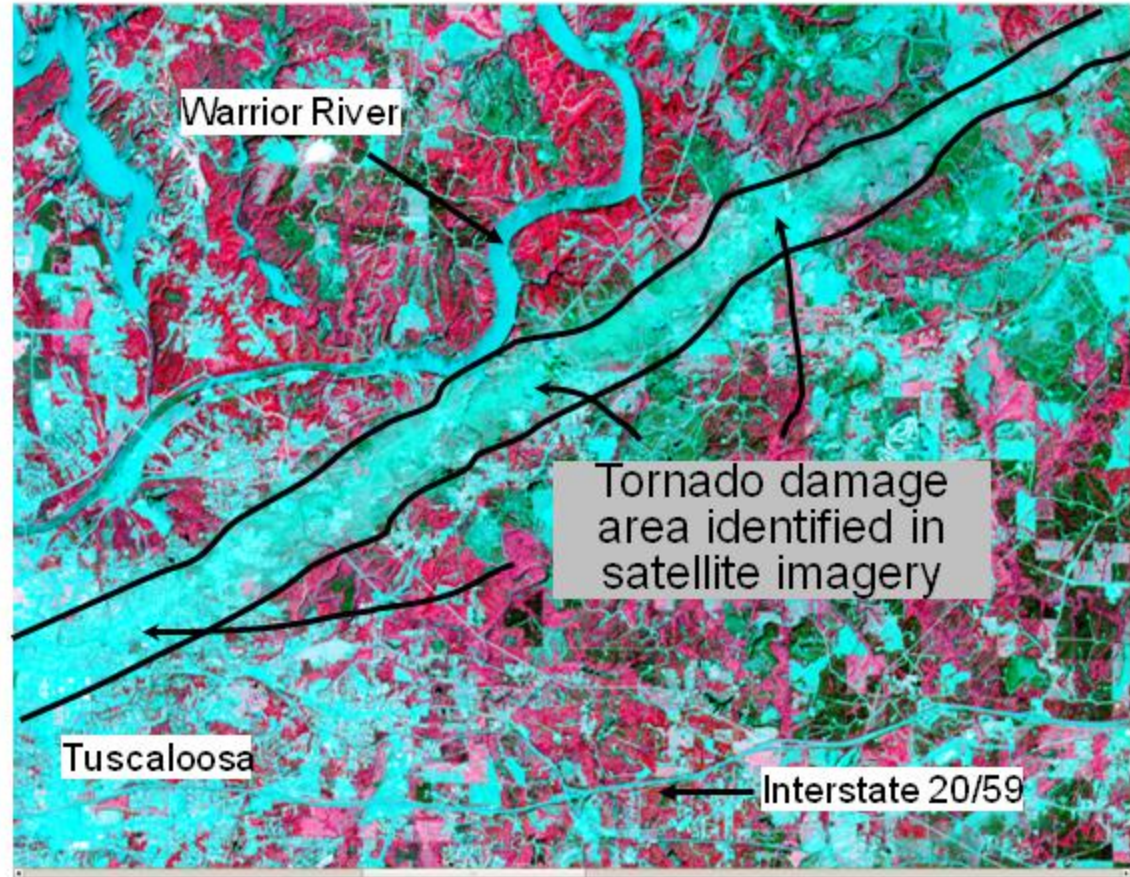 Warrior River
Tornado damage
area identified in
satellite imagery
Tuscaloosa
Interstate 20/59